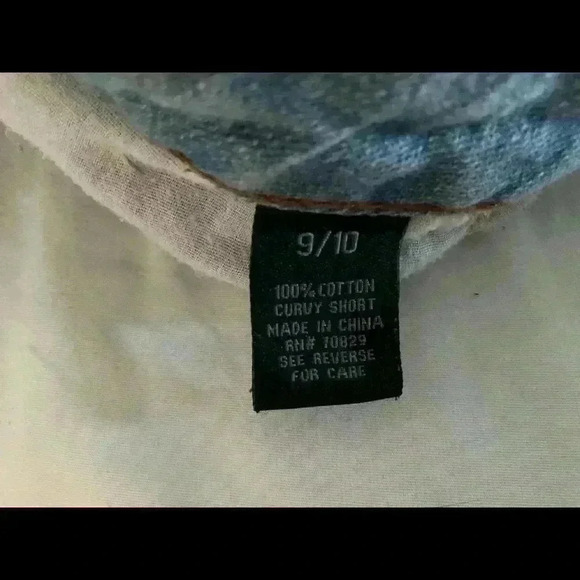 9/10
100% COTTON
CURVY SHORT
MADE IN CHINA
RN# 70829
SEE REVERSE
FOR CARE